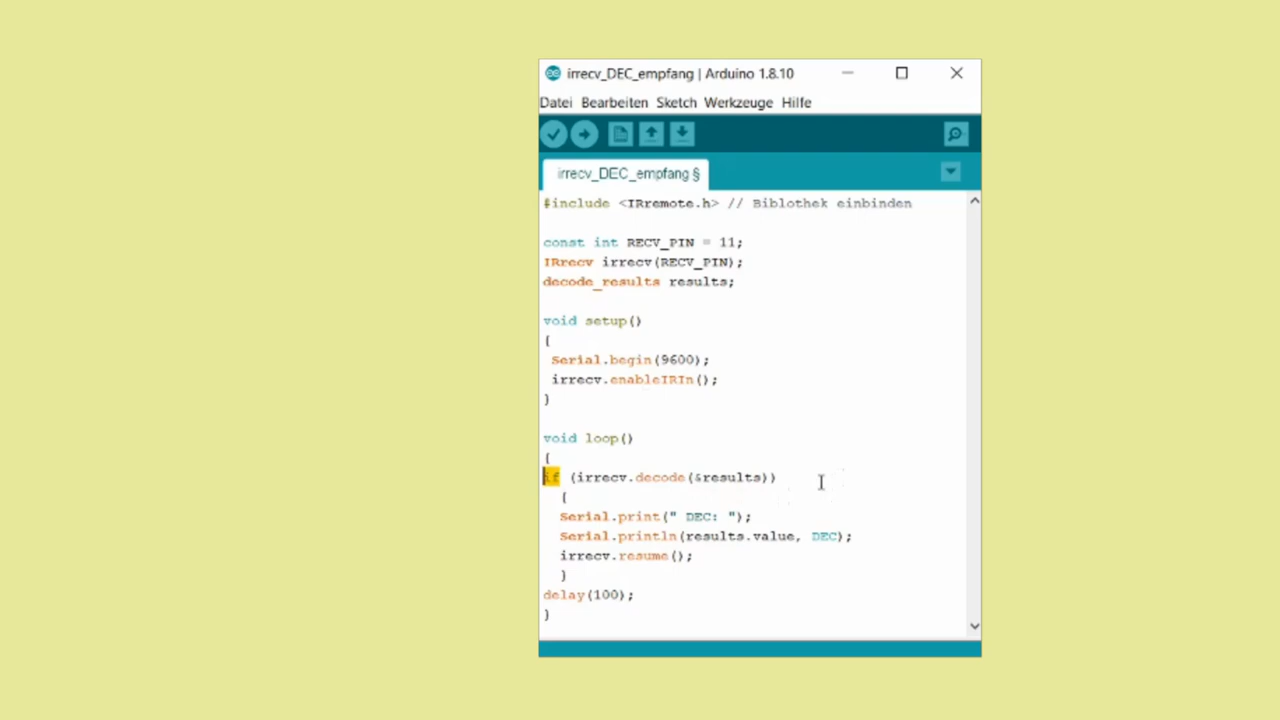 irrecv_DEC_empfang | Arduino 1.8.10
Datei Bearbeiten Sketch Werkzeuge Hilfe
irrecv_DEC_empfang §
#include <IRremote.h> // Biblothek einbinden
const int RECV_PIN = 11;
IRrecv irrecv(RECV_PIN);
decode_results results;
void setup()
{
Serial.begin(9600);
irrecv.enableIRIn();
}
void loop()
{
if (irrecv.decode(&results))
{
Serial.print(" DEC: ");
Serial.println(results.value, DEC);
irrecv.resume();
}
delay(100);
}